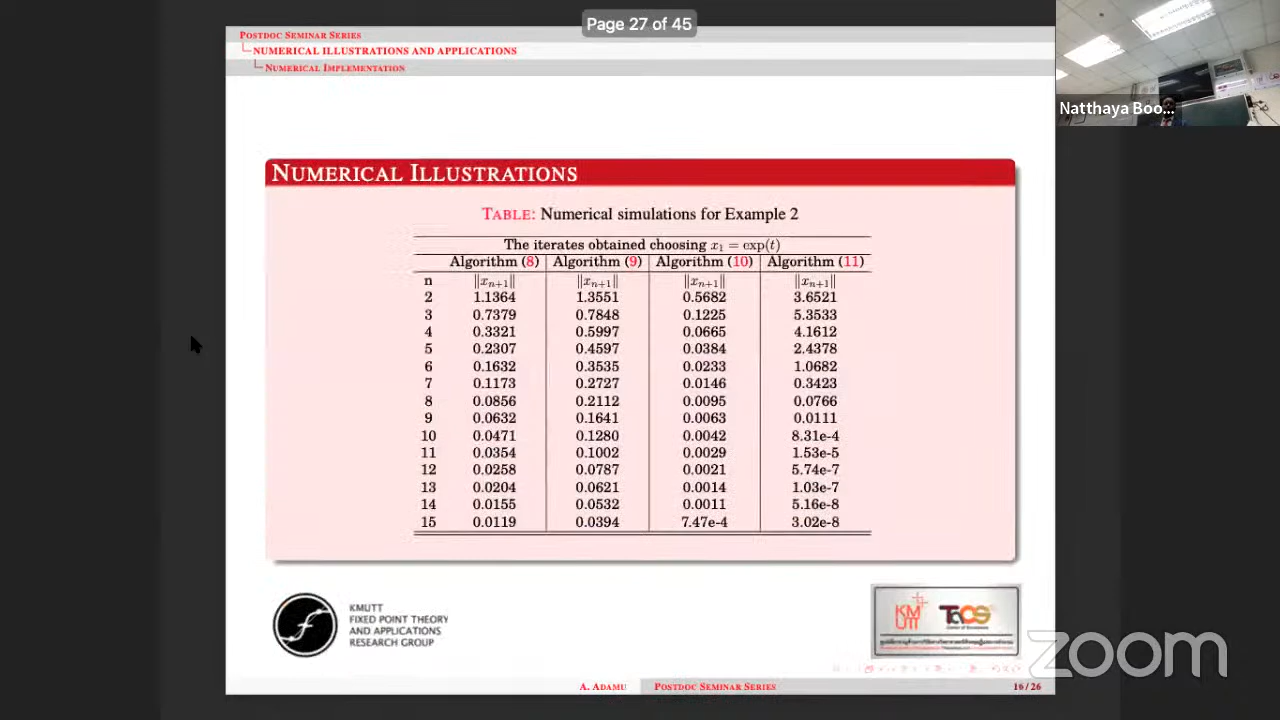 Page 27 of 45
POSTDOC SEMINAR SERIES
NUMERICAL ILLUSTRATIONS AND APPLICATIONS
NUMERICAL IMPLEMENTATION
Natthaya Boo...
NUMERICAL ILLUSTRATIONS
TABLE: Numerical simulations for Example 2
The iterates obtained choosing x₁ = exp(t)
Algorithm (8) Algorithm (9) Algorithm (10) Algorithm (11)
n ‖xₙ₊₁‖ ‖xₙ₊₁‖ ‖xₙ₊₁‖ ‖xₙ₊₁‖
2 1.1364 1.3551 0.5682 3.6521
3 0.7379 0.7848 0.1225 5.3533
4 0.3321 0.5997 0.0665 4.1612
5 0.2307 0.4597 0.0384 2.4378
6 0.1632 0.3535 0.0233 1.0682
7 0.1173 0.2727 0.0146 0.3423
8 0.0856 0.2112 0.0095 0.0766
9 0.0632 0.1641 0.0063 0.0111
10 0.0471 0.1280 0.0042 8.31e-4
11 0.0354 0.1002 0.0029 1.53e-5
12 0.0258 0.0787 0.0021 5.74e-7
13 0.0204 0.0621 0.0014 1.03e-7
14 0.0155 0.0532 0.0011 5.16e-8
15 0.0119 0.0394 7.47e-4 3.02e-8
KMUTT
FIXED POINT THEORY
AND APPLICATIONS
RESEARCH GROUP
KM
UTT
TaCS
zoom
A. ADAMU POSTDOC SEMINAR SERIES 16 / 26